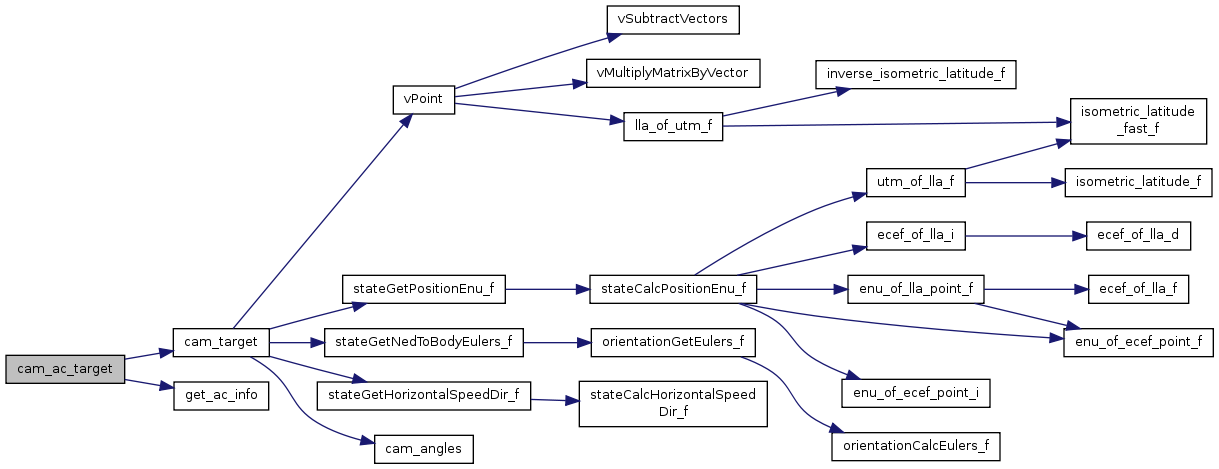 vSubtractVectors
vMultiplyMatrixByVector
inverse_isometric_latitude_f
vPoint
lla_of_utm_f
isometric_latitude
_fast_f
utm_of_lla_f
isometric_latitude_f
ecef_of_lla_i
ecef_of_lla_d
stateGetPositionEnu_f
stateCalcPositionEnu_f
enu_of_lla_point_f
ecef_of_lla_f
cam_target
stateGetNedToBodyEulers_f
orientationGetEulers_f
enu_of_ecef_point_f
cam_ac_target
get_ac_info
stateGetHorizontalSpeedDir_f
stateCalcHorizontalSpeed
Dir_f
enu_of_ecef_point_i
cam_angles
orientationCalcEulers_f